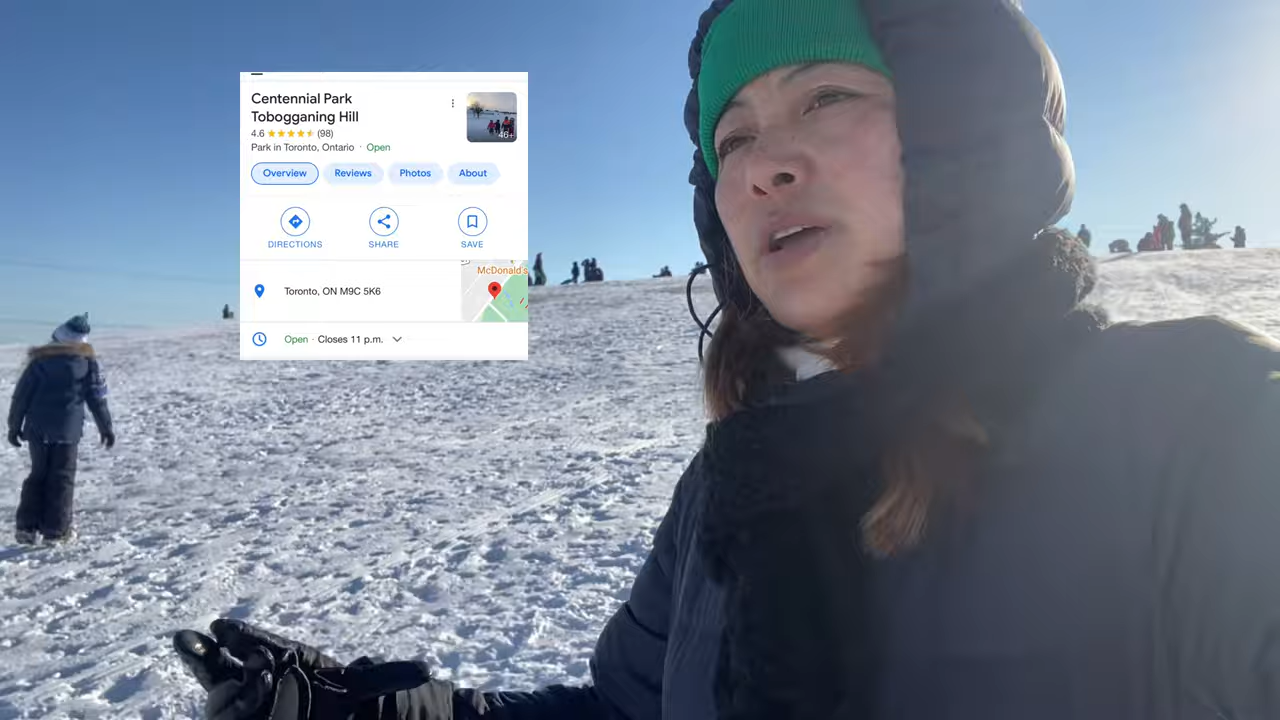 Centennial Park
Tobogganing Hill
46+
4.6 (98)
Park in Toronto, Ontario · Open
Overview Reviews Photos About
DIRECTIONS SHARE SAVE
McDonald's
Toronto, ON M9C 5K6
Open · Closes 11 p.m.